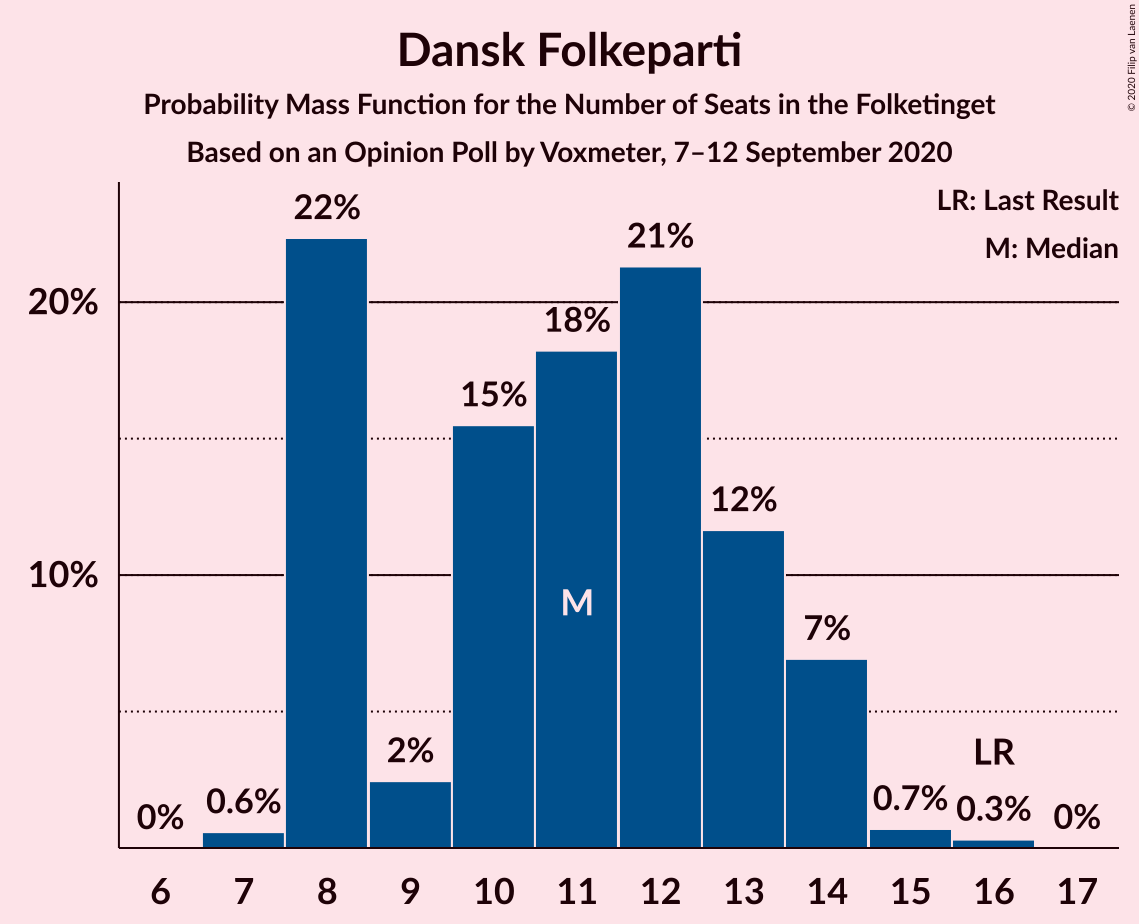 Dansk Folkeparti
Probability Mass Function for the Number of Seats in the Folketinget
Based on an Opinion Poll by Voxmeter, 7–12 September 2020
© 2020 Filip van Laenen
LR: Last Result
M: Median
20%
10%
0%
0.6%
22%
2%
15%
18%
21%
12%
7%
0.7%
0.3%
0%
M
LR
6 7 8 9 10 11 12 13 14 15 16 17